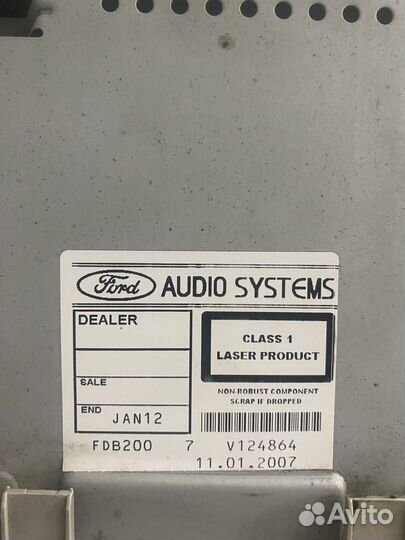 Ford AUDIO SYSTEMS
DEALER
CLASS 1
LASER PRODUCT
SALE
NON ROBUST COMPONENT
SCRAP IF DROPPED
END JAN12
FDB200 7 V124864
11.01.2007
Avito